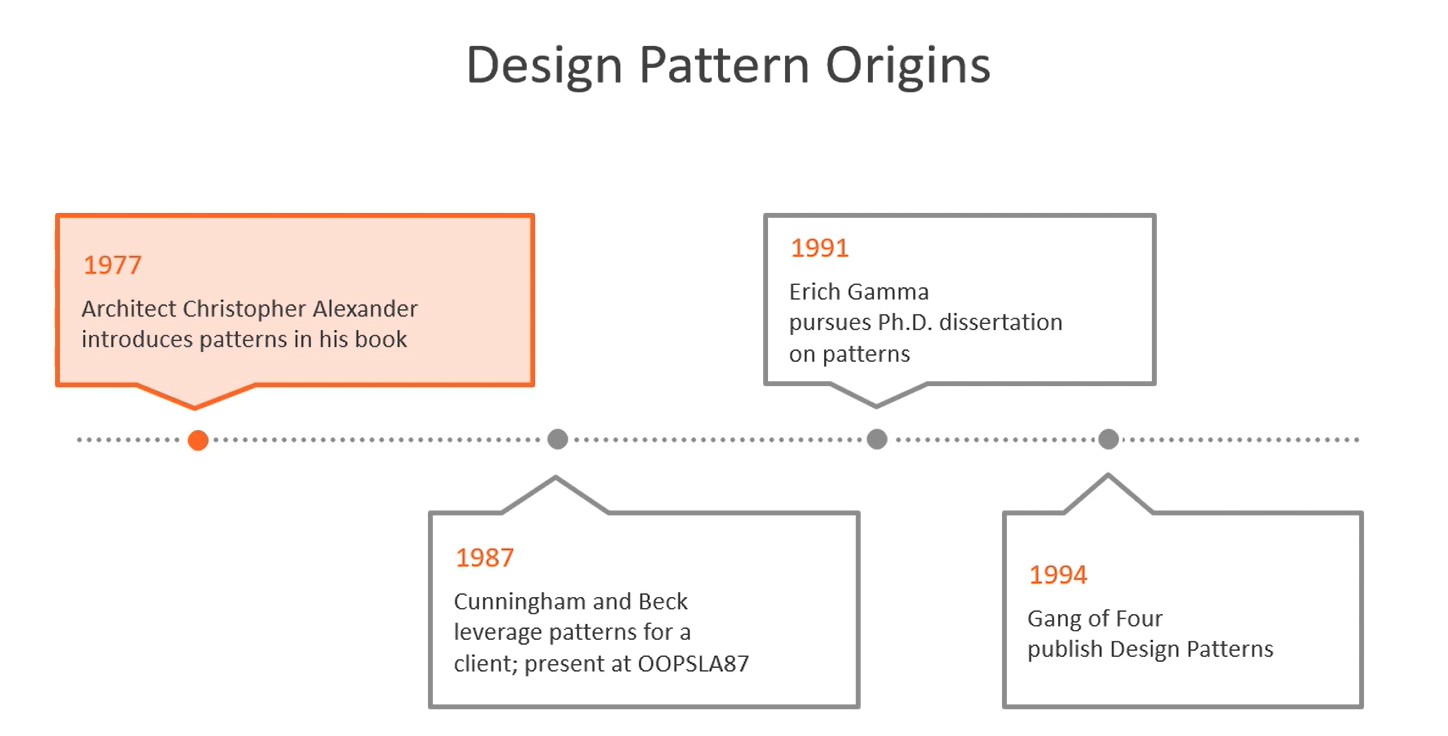 Design Pattern Origins
1977
Architect Christopher Alexander
introduces patterns in his book
1987
Cunningham and Beck
leverage patterns for a
client; present at OOPSLA87
1991
Erich Gamma
pursues Ph.D. dissertation
on patterns
1994
Gang of Four
publish Design Patterns